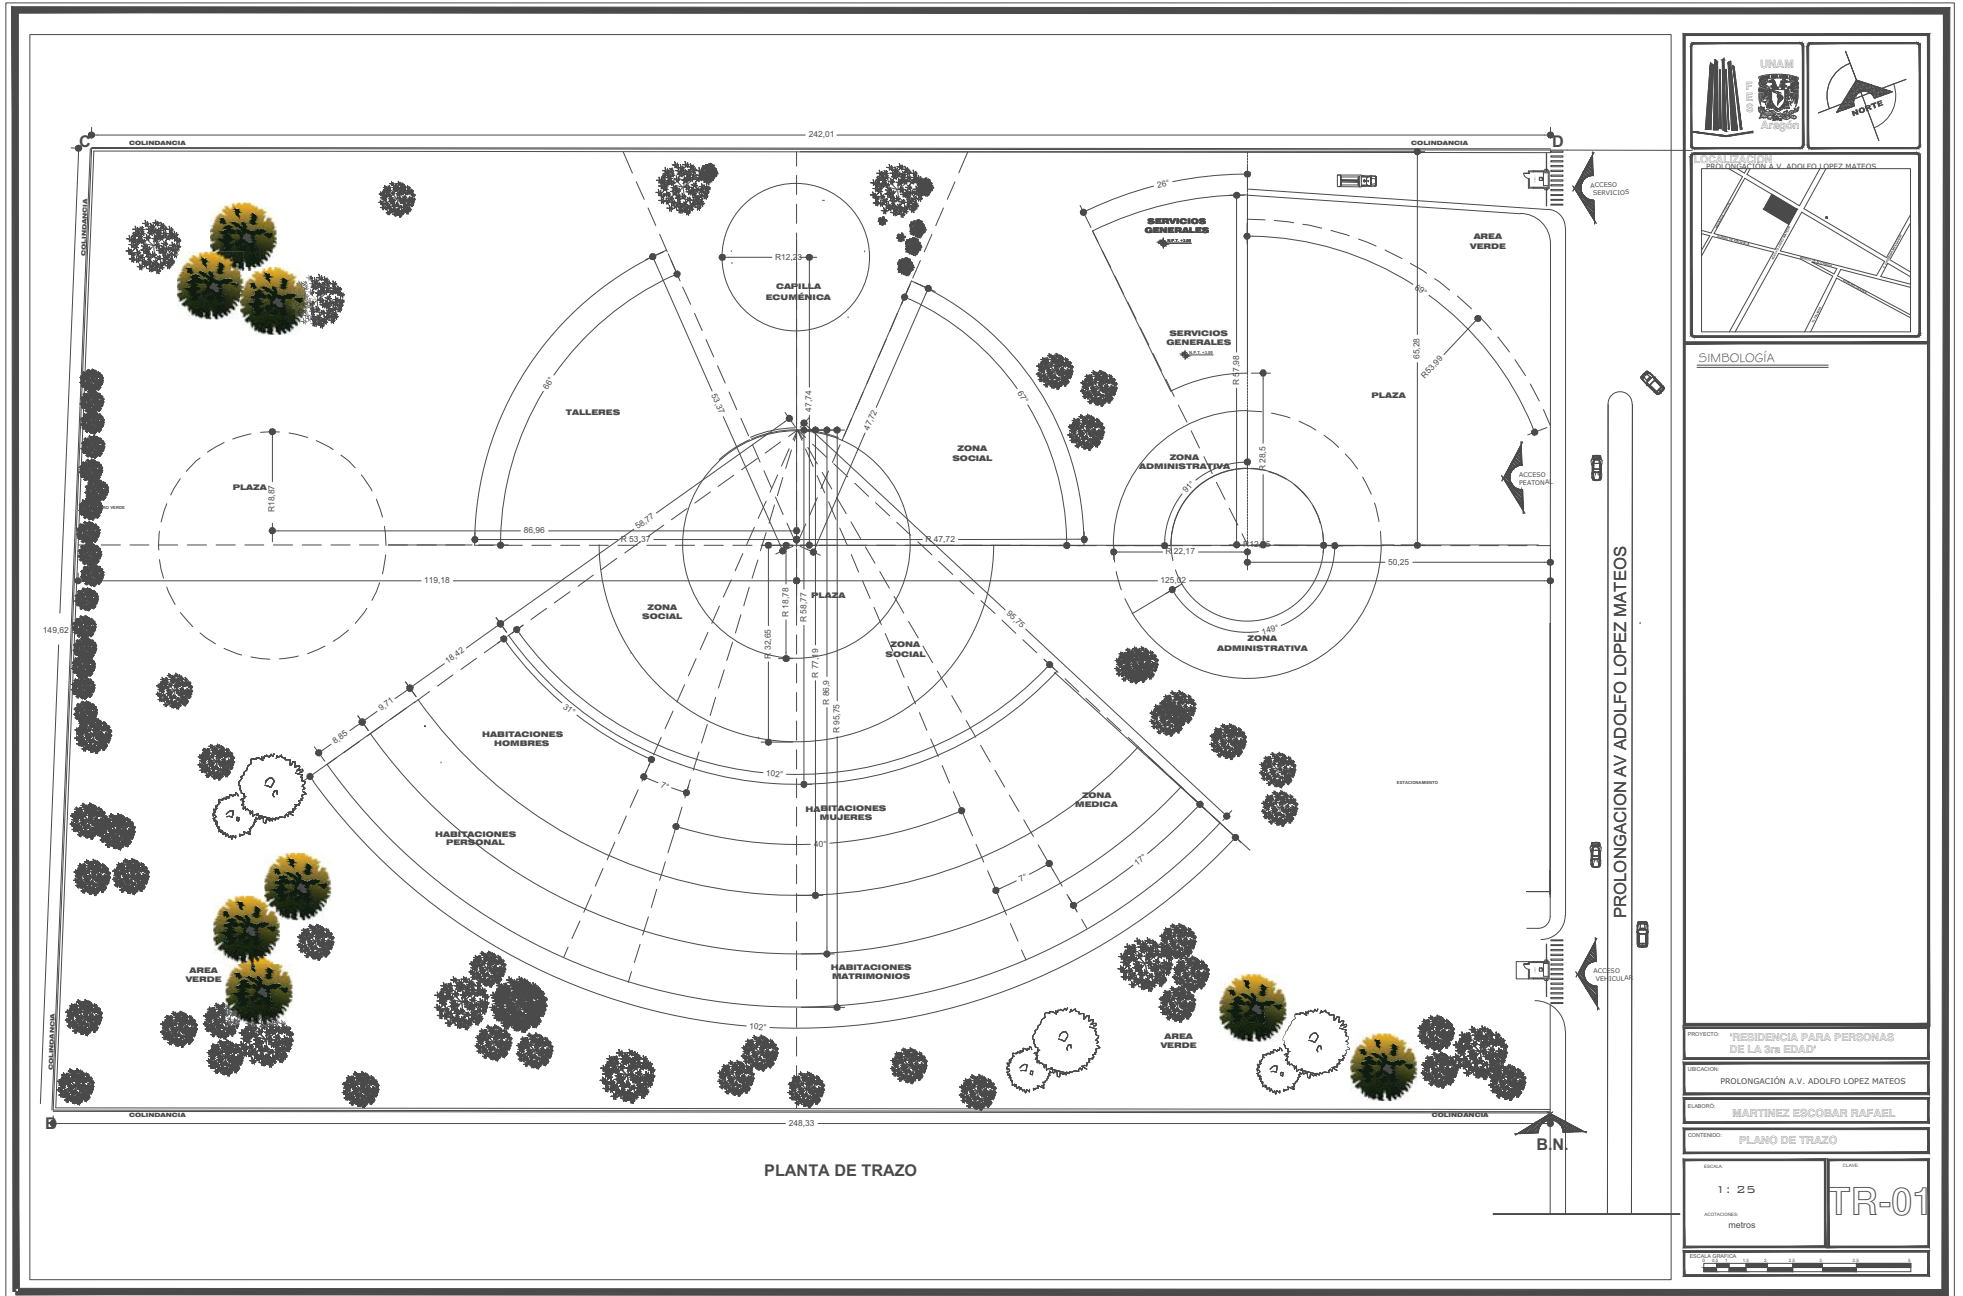 242,01
C
D
COLINDANCIA
COLINDANCIA
COLINDANCIA
ACCESO
SERVICIOS
26°
SERVICIOS
GENERALES
N.P.T. +3.00
AREA
VERDE
R12,23
CAPILLA
ECUMÉNICA
69°
SERVICIOS
GENERALES
65,28
R53,99
R 57,98
66°
53,37
47,74
47,72
67°
TALLERES
PLAZA
ZONA
SOCIAL
ZONA
ADMINISTRATIVA
R 28,5
91°
ACCESO
PEATONAL
PLAZA
R18,87
86,96
58,77
R 53,37
R 47,72
R 22,17
50,25
119,18
125,02
PLAZA
ZONA
SOCIAL
R 18,78
R 58,77
95,75
149,62
149°
ZONA
ADMINISTRATIVA
ZONA
SOCIAL
R 32,65
R 77,19
R 86,9
R 95,75
18,42
9,71
8,85
31°
HABITACIONES
HOMBRES
102°
7°
ZONA
MEDICA
HABITACIONES
MUJERES
ESTACIONAMIENTO
HABITACIONES
PERSONAL
40°
17°
7°
AREA
VERDE
HABITACIONES
MATRIMONIOS
ACCESO
VEHICULAR
102°
AREA
VERDE
COLINDANCIA
COLINDANCIA
COLINDANCIA
248,33
B.N.
PLANTA DE TRAZO
PROLONGACION AV ADOLFO LOPEZ MATEOS
UNAM
Aragón
NORTE
LOCALIZACIÓN
PROLONGACIÓN A.V. ADOLFO LOPEZ MATEOS
SIMBOLOGÍA
PROYECTO:
"RESIDENCIA PARA PERSONAS
DE LA 3ra EDAD"
UBICACION:
PROLONGACIÓN A.V. ADOLFO LOPEZ MATEOS
ELABORÓ:
MARTINEZ ESCOBAR RAFAEL
CONTENIDO:
PLANO DE TRAZO
ESCALA:
1: 25
ACOTACIONES:
metros
CLAVE:
TR-01
ESCALA GRAFICA